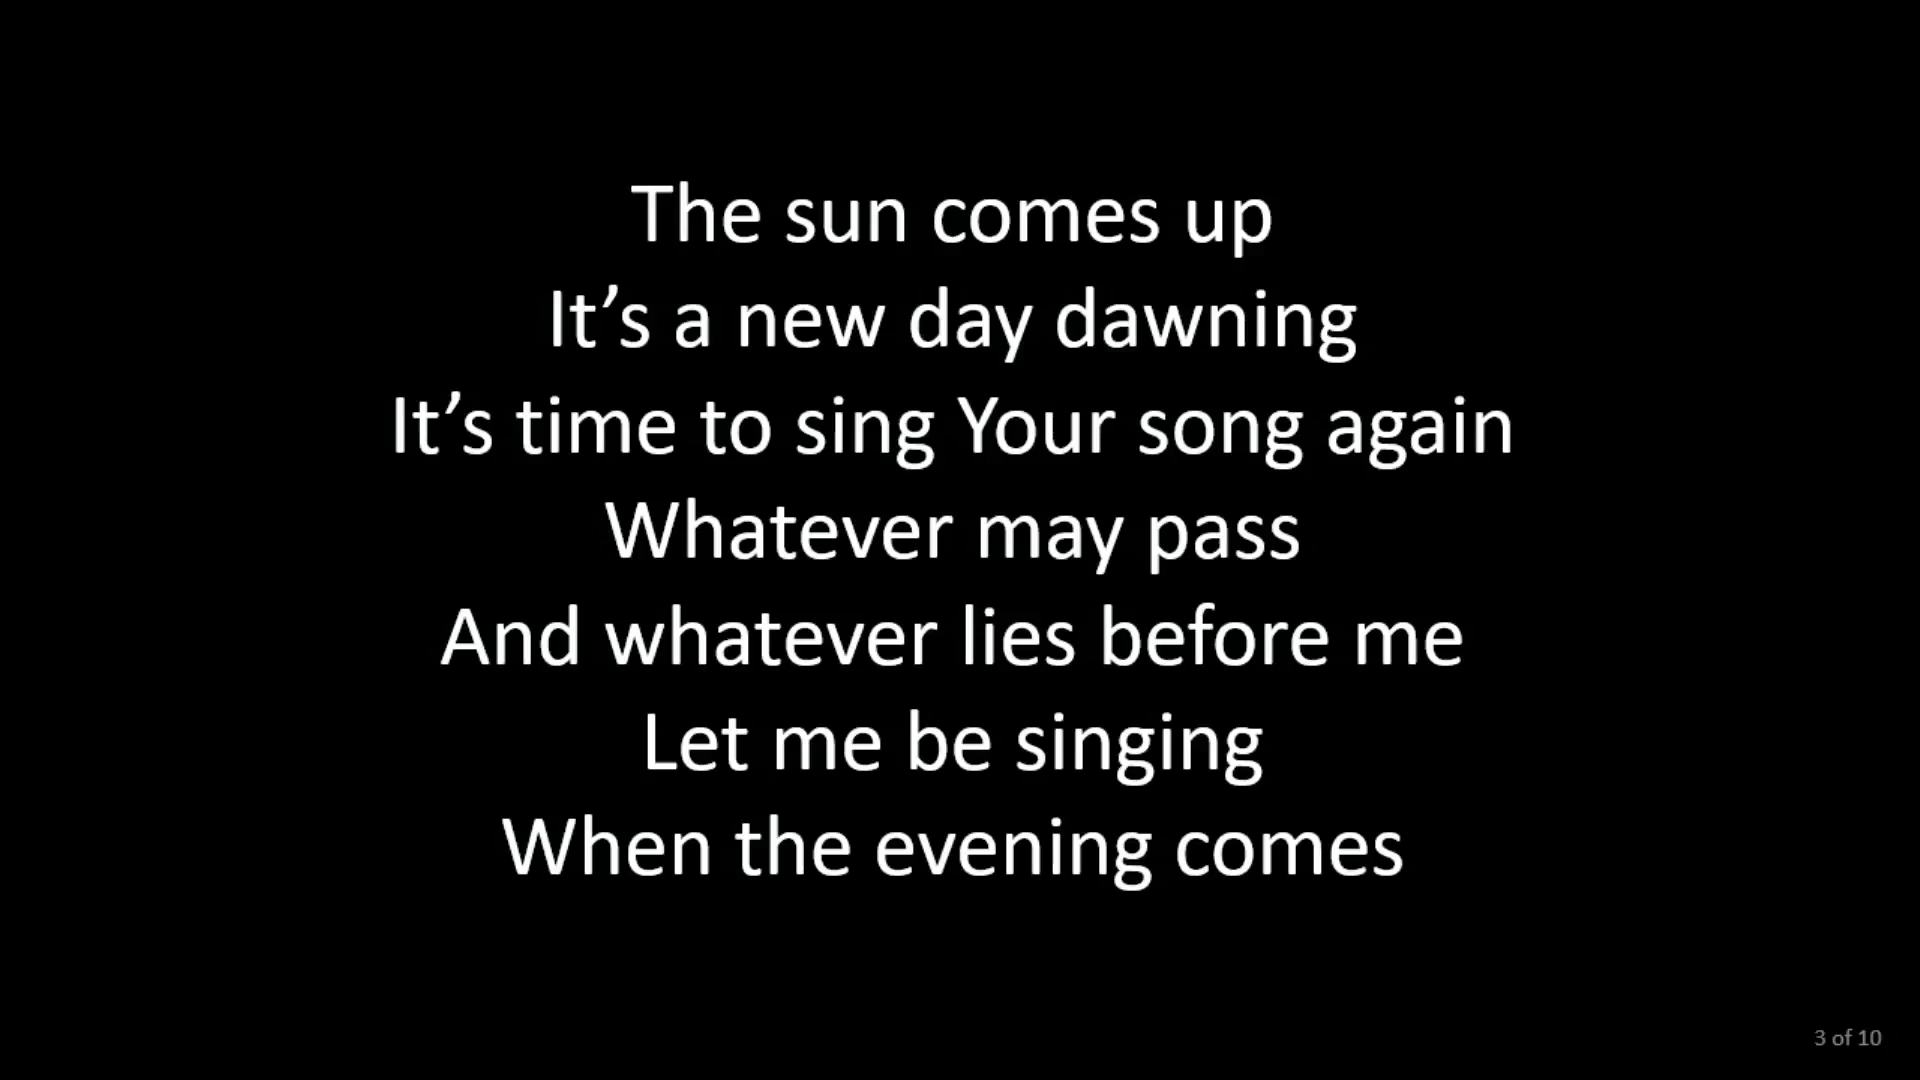 The sun comes up
It’s a new day dawning
It’s time to sing Your song again
Whatever may pass
And whatever lies before me
Let me be singing
When the evening comes
3 of 10